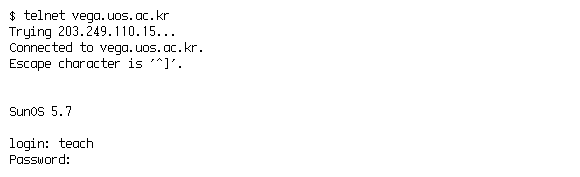 $ telnet vega.uos.ac.kr
Trying 203.249.110.15...
Connected to vega.uos.ac.kr.
Escape character is '^]'.
SunOS 5.7
login: teach
Password: